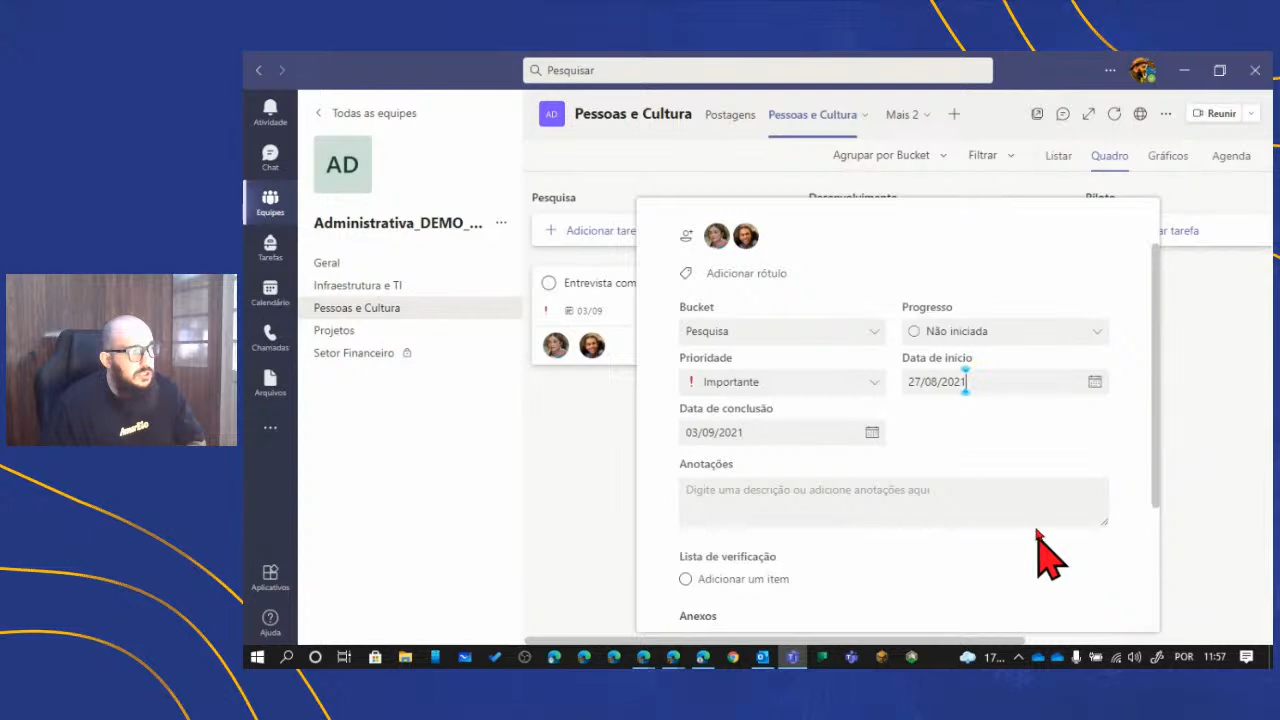 Pesquisar
Atividade
Chat
Equipes
Tarefas
Calendário
Chamadas
Arquivos
Aplicativos
Ajuda
Todas as equipes
AD
Administrativa_DEMO_...
Geral
Infraestrutura e TI
Pessoas e Cultura
Projetos
Setor Financeiro
AD
Pessoas e Cultura
Postagens
Pessoas e Cultura
Mais 2
Reunir
Agrupar por Bucket
Filtrar
Listar
Quadro
Gráficos
Agenda
Pesquisa
Desenvolvimento
Piloto
Adicionar tare
ar tarefa
Entrevista com
03/09
Adicionar rótulo
Bucket
Progresso
Pesquisa
Não iniciada
Prioridade
Data de início
Importante
27/08/2021
Data de conclusão
03/09/2021
Anotações
Digite uma descrição ou adicione anotações aqui
Lista de verificação
Adicionar um item
Anexos
17...
POR
11:57